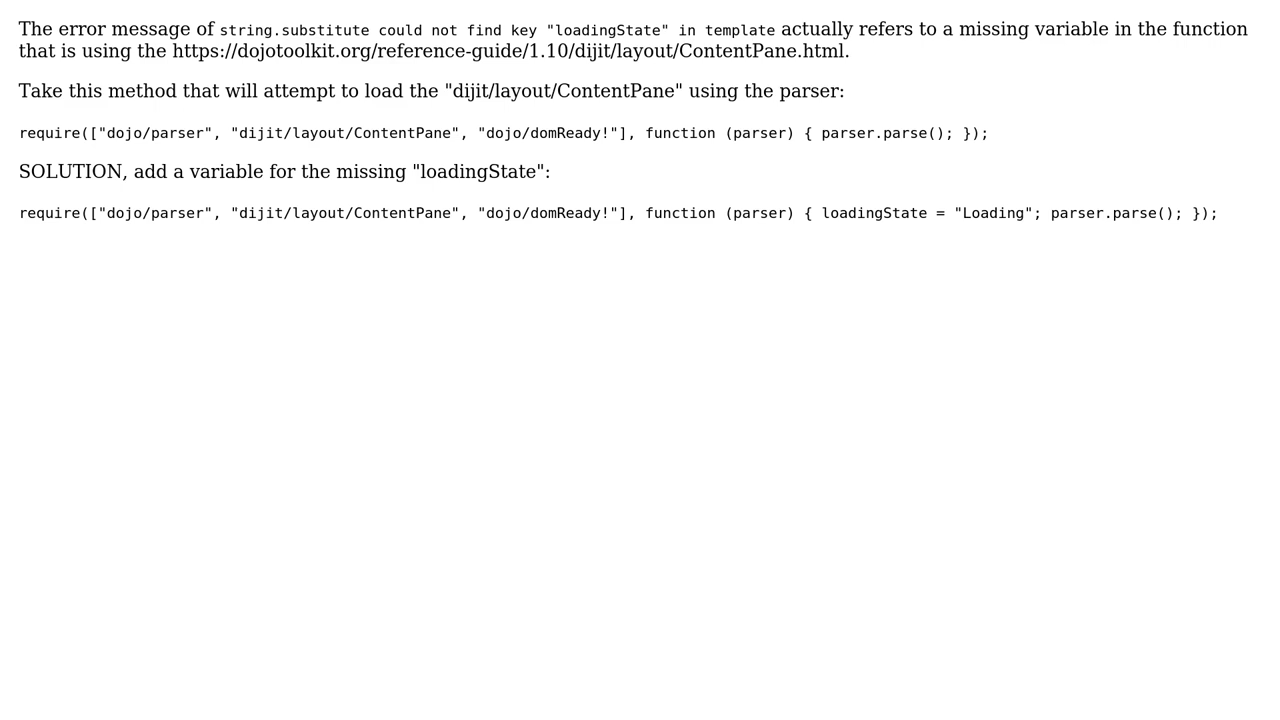 The error message of string.substitute could not find key "loadingState" in template actually refers to a missing variable in the function
that is using the https://dojotoolkit.org/reference-guide/1.10/dijit/layout/ContentPane.html.
Take this method that will attempt to load the "dijit/layout/ContentPane" using the parser:
require(["dojo/parser", "dijit/layout/ContentPane", "dojo/domReady!"], function (parser) { parser.parse(); });
SOLUTION, add a variable for the missing "loadingState":
require(["dojo/parser", "dijit/layout/ContentPane", "dojo/domReady!"], function (parser) { loadingState = "Loading"; parser.parse(); });